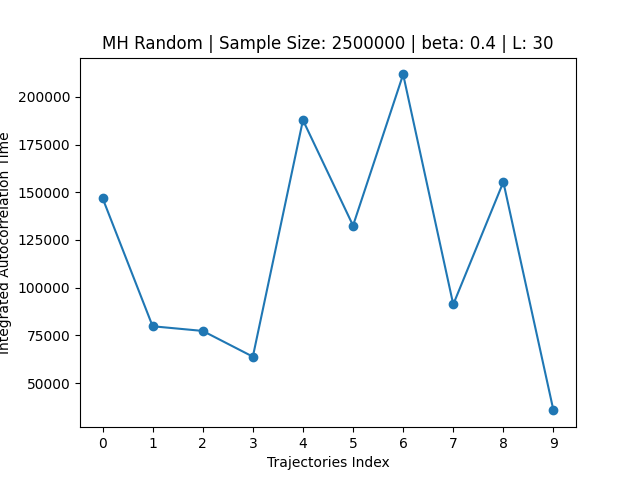 MH Random | Sample Size: 2500000 | beta: 0.4 | L: 30
Integrated Autocorrelation Time
200000
175000
150000
125000
100000
75000
50000
0 1 2 3 4 5 6 7 8 9
Trajectories Index